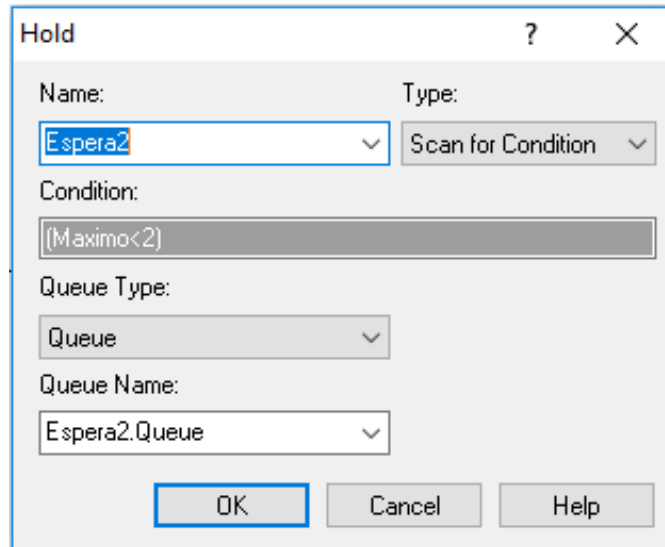 Hold ?
Name: Type:
Espera2 Scan for Condition
Condition:
(Maximo<2)
Queue Type:
Queue
Queue Name:
Espera2.Queue
OK Cancel Help